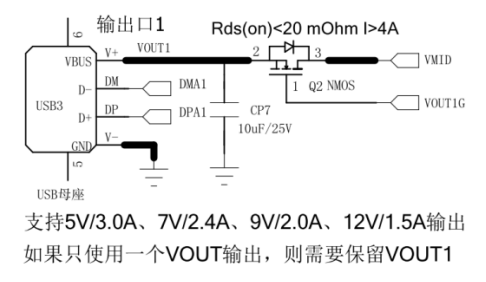 6
输出口1
Rds(on)<20 mOhm I>4A
V+
VOUT1
2
3
VBUS
VMID
D-
DM
DMA1
1
Q2 NMOS
USB3
D+
DP
DPA1
CP7
VOUT1G
10uF/25V
V-
GND
5
USB母座
支持5V/3.0A、7V/2.4A、9V/2.0A、12V/1.5A输出
如果只使用一个VOUT输出，则需要保留VOUT1